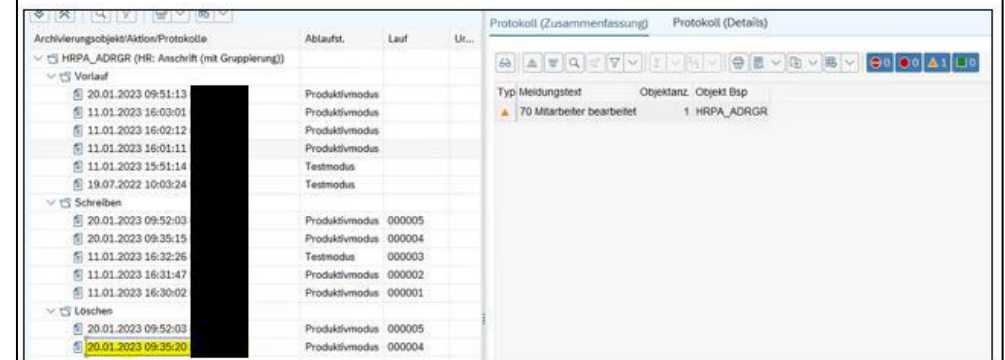 Protokoll (Zusammenfassung) Protokoll (Details)
Archivierungsobjekt/Aktion/Protokolle Ablaufst. Lauf Ur...
HRPA_ADRGR (HR: Anschrift (mit Gruppierung))
Vorlauf
20.01.2023 09:51:13 Produktivmodus
11.01.2023 16:03:01 Produktivmodus
11.01.2023 16:02:12 Produktivmodus
11.01.2023 16:01:11 Produktivmodus
11.01.2023 15:51:14 Testmodus
19.07.2022 10:03:24 Testmodus
Schreiben
20.01.2023 09:52:03 Produktivmodus 000005
20.01.2023 09:35:15 Produktivmodus 000004
11.01.2023 16:32:26 Testmodus 000003
11.01.2023 16:31:47 Produktivmodus 000002
11.01.2023 16:30:02 Produktivmodus 000001
Löschen
20.01.2023 09:52:03 Produktivmodus 000005
20.01.2023 09:35:20 Produktivmodus 000004
0 0 1 0
Typ Meldungstext Objektanz. Objekt Bsp
70 Mitarbeiter bearbeitet 1 HRPA_ADRGR